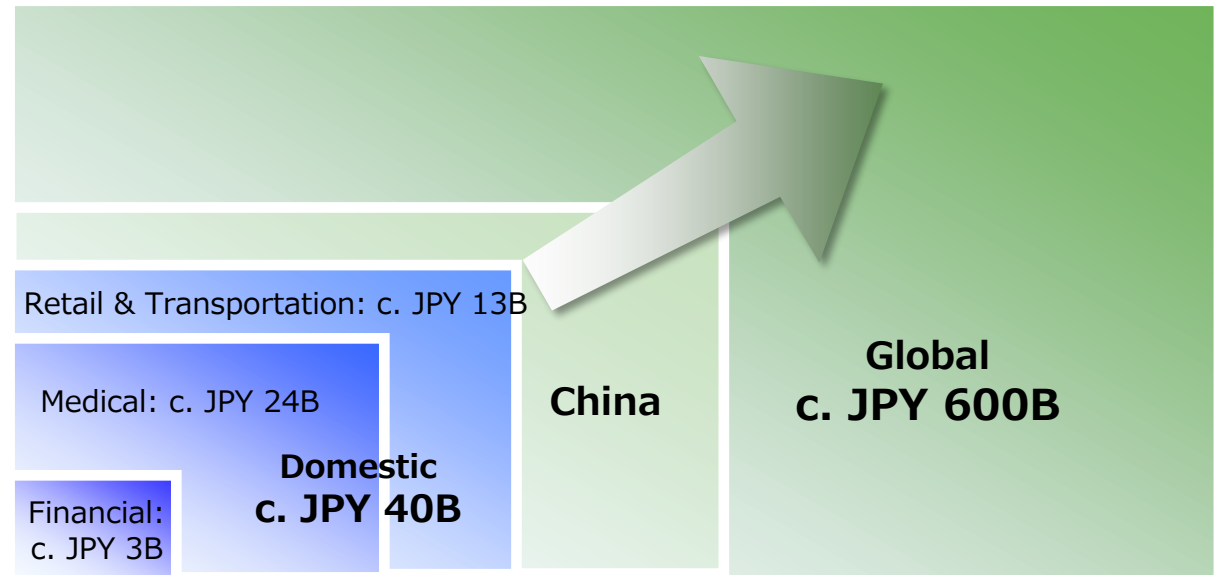 Retail & Transportation: c. JPY 13B
Medical: c. JPY 24B
Domestic
c. JPY 40B
Financial:
c. JPY 3B
China
Global
c. JPY 600B